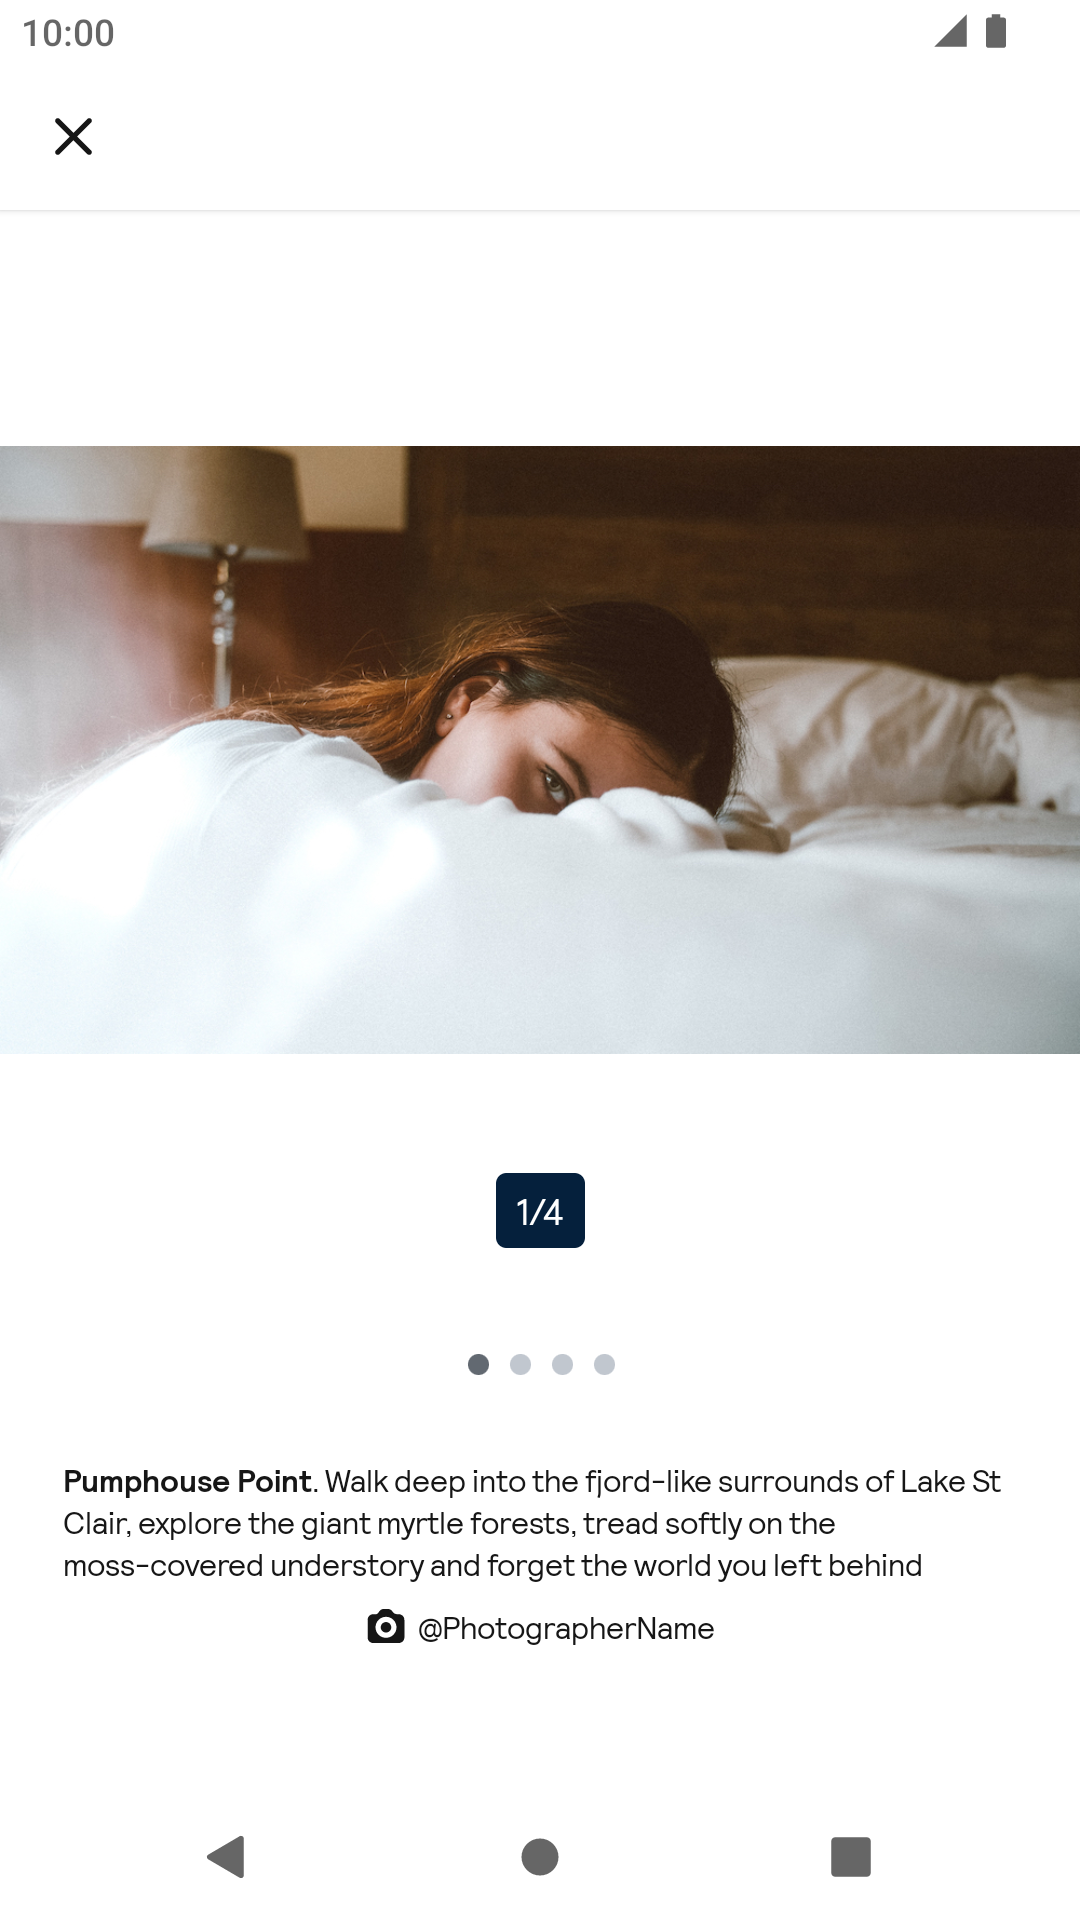 10:00
1/4
Pumphouse Point. Walk deep into the fjord-like surrounds of Lake St
Clair, explore the giant myrtle forests, tread softly on the
moss-covered understory and forget the world you left behind
@PhotographerName